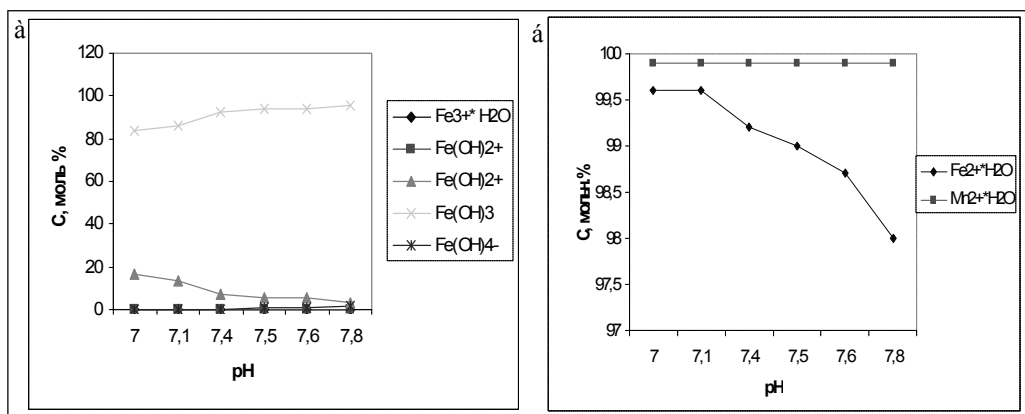 à
120
100
80
60
40
20
0
С, моль %
7 7,1 7,4 7,5 7,6 7,8
pH
Fe3+* H2O
Fe(OH)2+
Fe(OH)2+
Fe(OH)3
Fe(OH)4-
á
100
99,5
99
98,5
98
97,5
97
С, мольн.%
7 7,1 7,4 7,5 7,6 7,8
pH
Fe2+*H2O
Mn2+*H2O